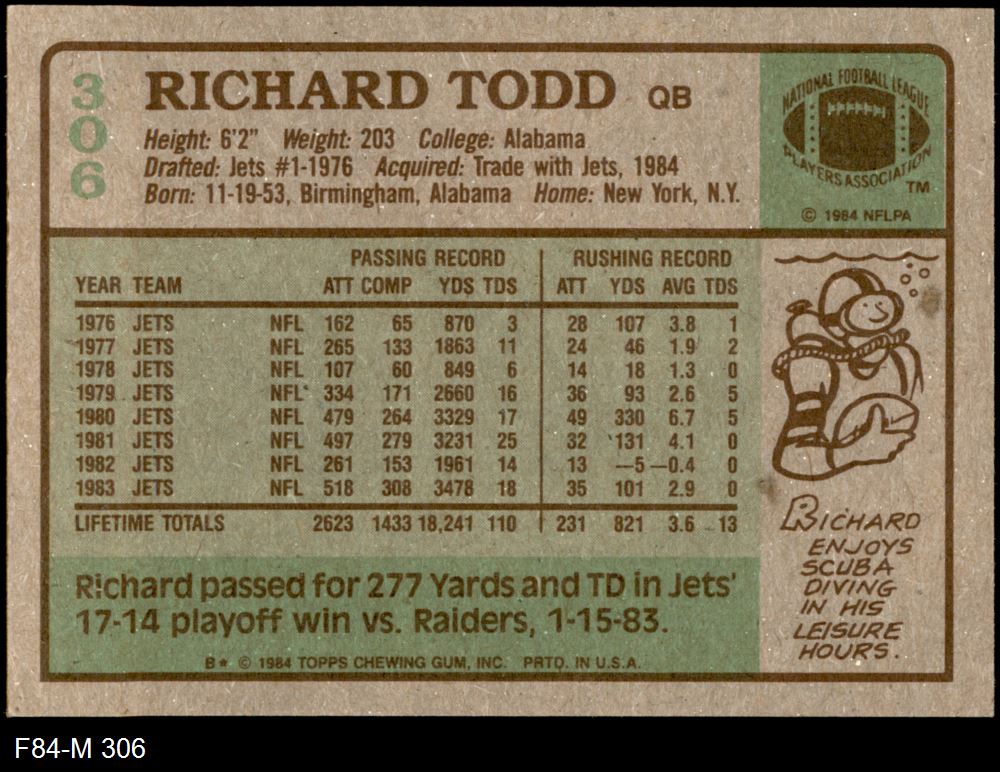 306
RICHARD TODD QB
Height: 6'2" Weight: 203 College: Alabama
Drafted: Jets #1-1976 Acquired: Trade with Jets, 1984
Born: 11-19-53, Birmingham, Alabama Home: New York, N.Y.
NATIONAL FOOTBALL LEAGUE
PLAYERS ASSOCIATION
TM
© 1984 NFLPA
PASSING RECORD RUSHING RECORD
YEAR TEAM ATT COMP YDS TDS ATT YDS AVG TDS
1976 JETS NFL 162 65 870 3 28 107 3.8 1
1977 JETS NFL 265 133 1863 11 24 46 1.9 2
1978 JETS NFL 107 60 849 6 14 18 1.3 0
1979 JETS NFL 334 171 2660 16 36 93 2.6 5
1980 JETS NFL 479 264 3329 17 49 330 6.7 5
1981 JETS NFL 497 279 3231 25 32 131 4.1 0
1982 JETS NFL 261 153 1961 14 13 —5 —0.4 0
1983 JETS NFL 518 308 3478 18 35 101 2.9 0
LIFETIME TOTALS 2623 1433 18,241 110 231 821 3.6 13
Richard passed for 277 Yards and TD in Jets'
17-14 playoff win vs. Raiders, 1-15-83.
B* © 1984 TOPPS CHEWING GUM, INC. PRTD. IN U.S.A.
RICHARD
ENJOYS
SCUBA
DIVING
IN HIS
LEISURE
HOURS.
F84-M 306